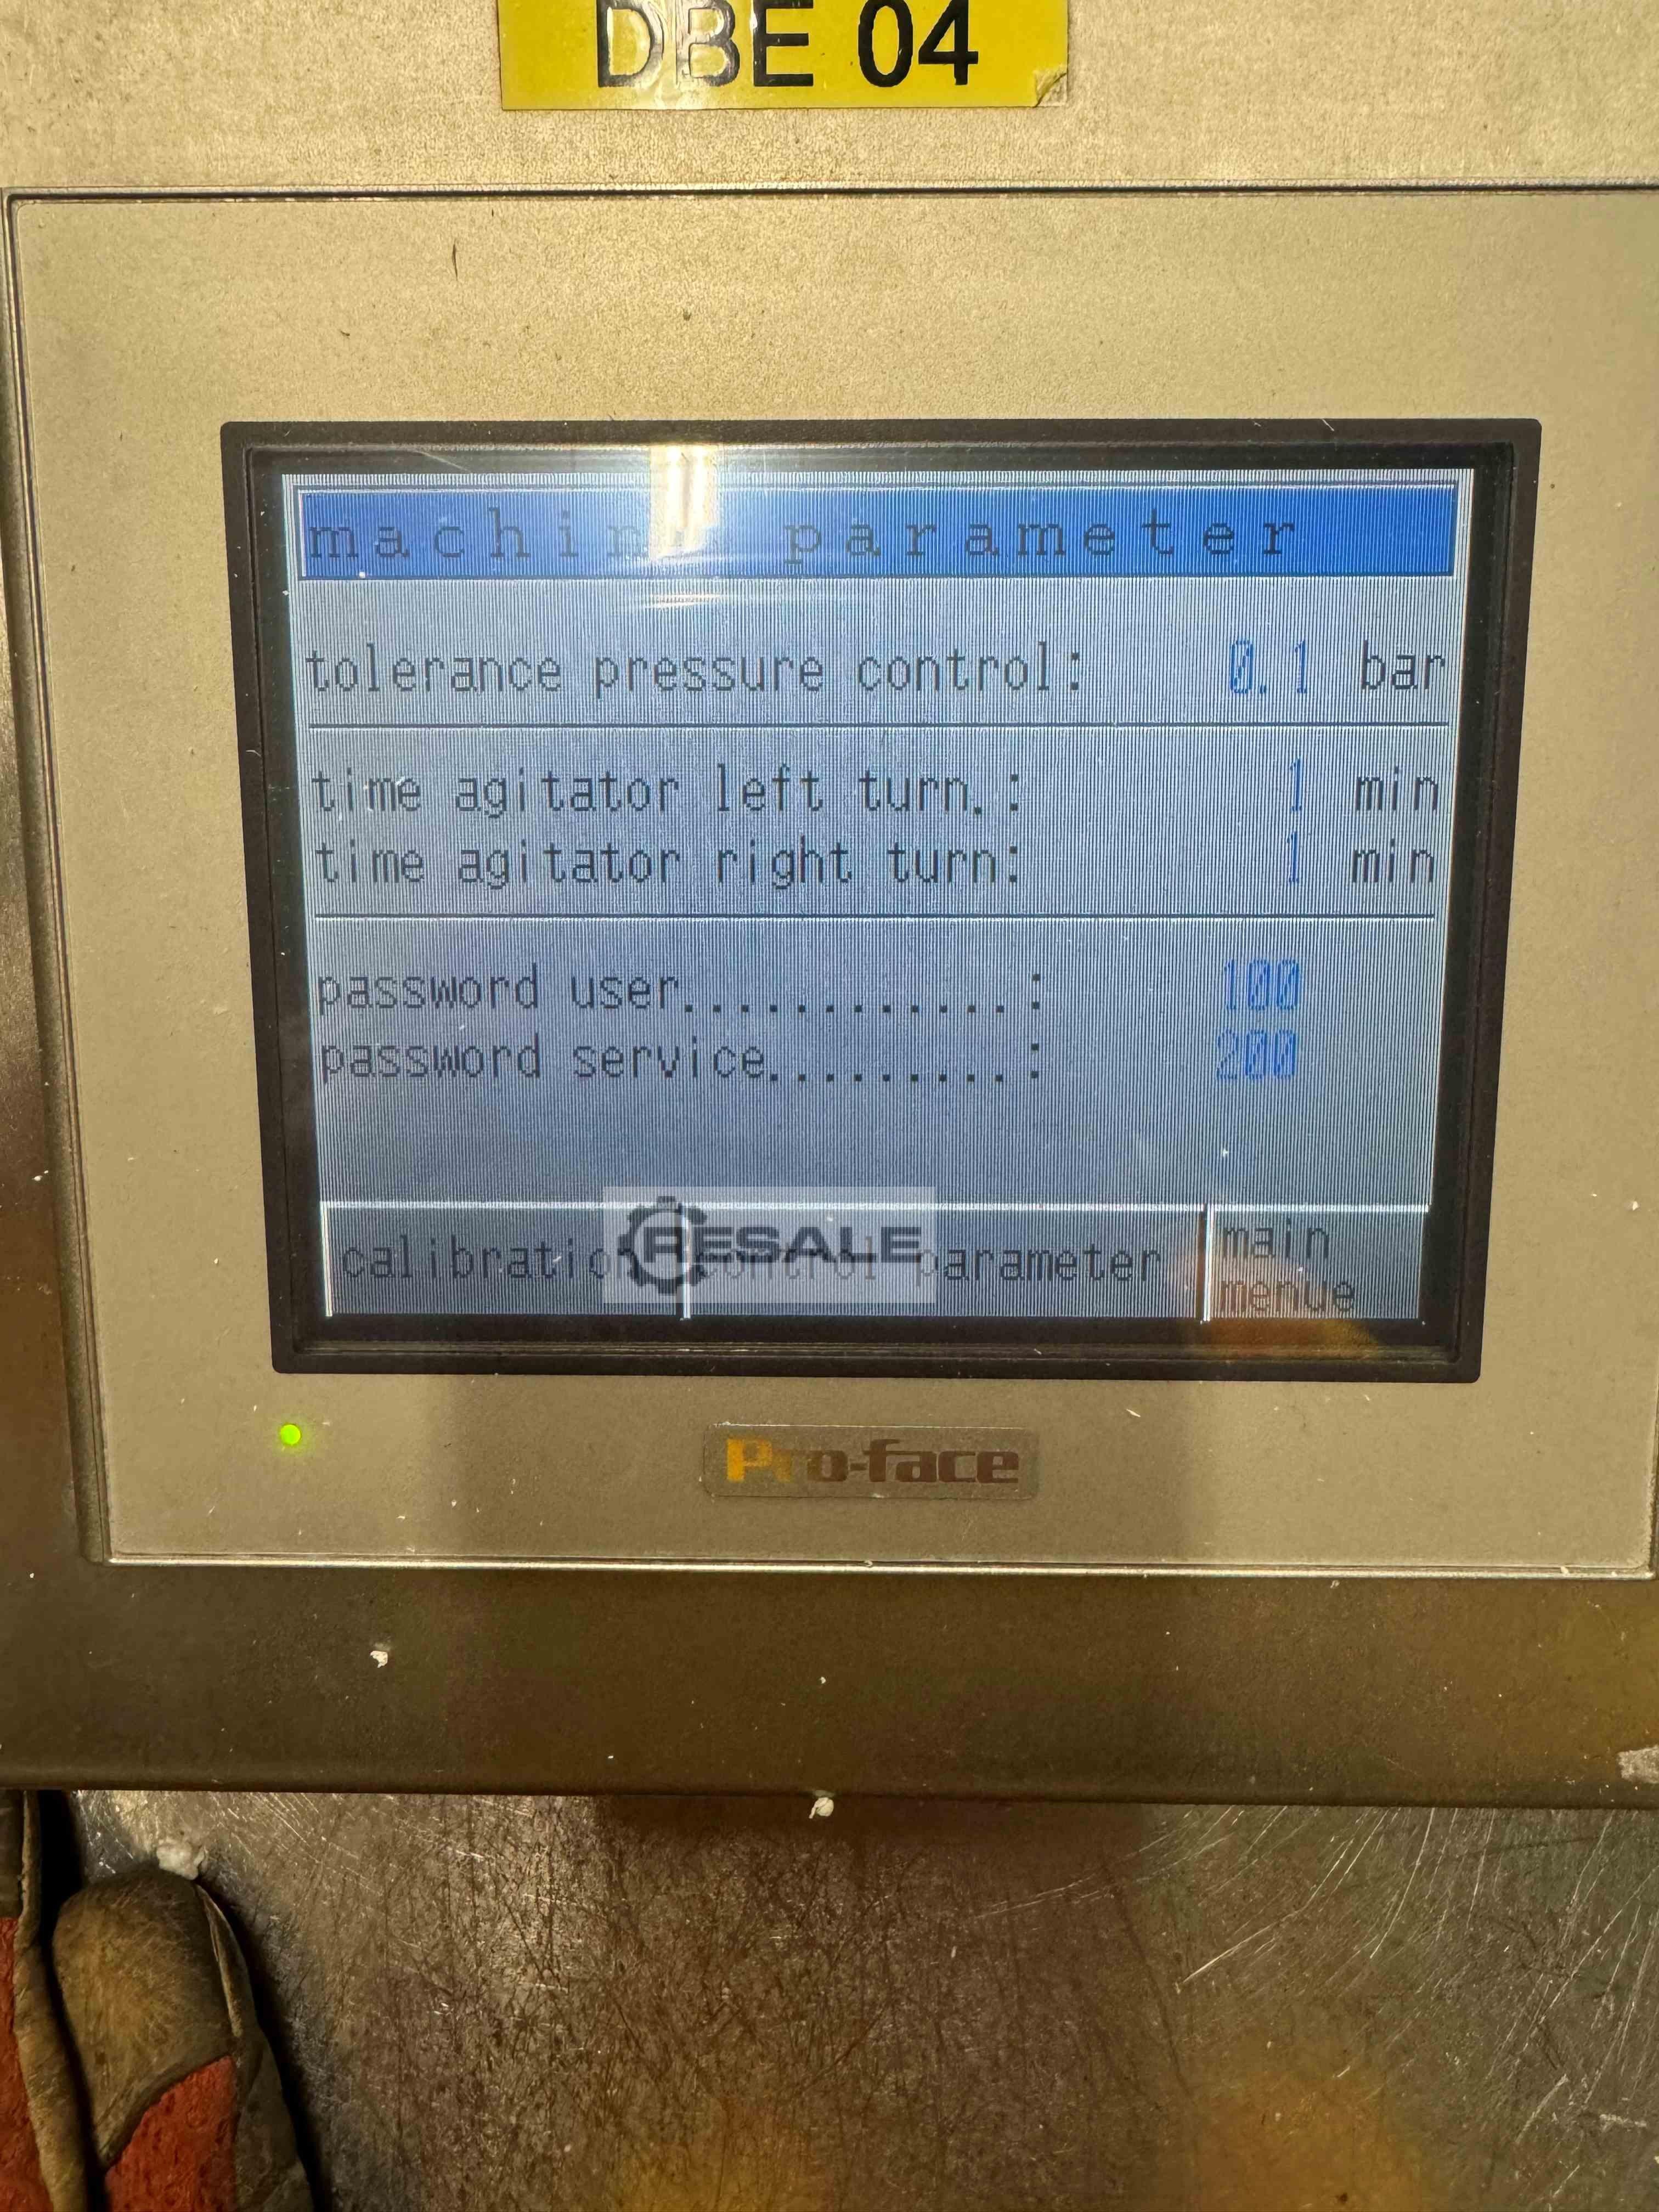 DBE 04
machine parameter
tolerance pressure control: 0.1 bar
time agitator left turn.: 1 min
time agitator right turn: 1 min
password user............: 100
password service.........: 200
calibration control parameter main menue
RESALE
Pro-face